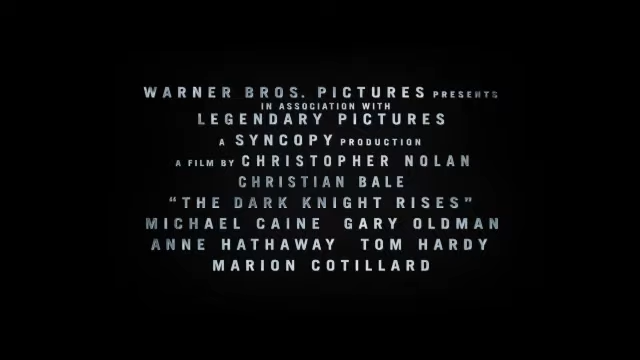 WARNER BROS. PICTURES PRESENTS
IN ASSOCIATION WITH
LEGENDARY PICTURES
A SYNCOPY PRODUCTION
A FILM BY CHRISTOPHER NOLAN
CHRISTIAN BALE
“THE DARK KNIGHT RISES”
MICHAEL CAINE GARY OLDMAN
ANNE HATHAWAY TOM HARDY
MARION COTILLARD